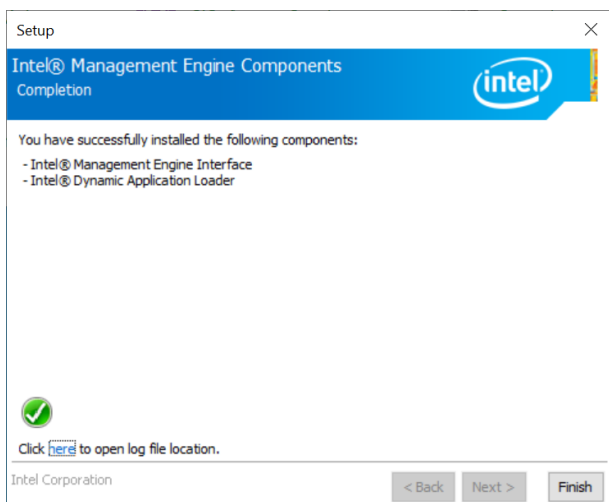 Setup
Intel® Management Engine Components
Completion
intel
You have successfully installed the following components:
- Intel® Management Engine Interface
- Intel® Dynamic Application Loader
Click here to open log file location.
Intel Corporation
< Back Next > Finish